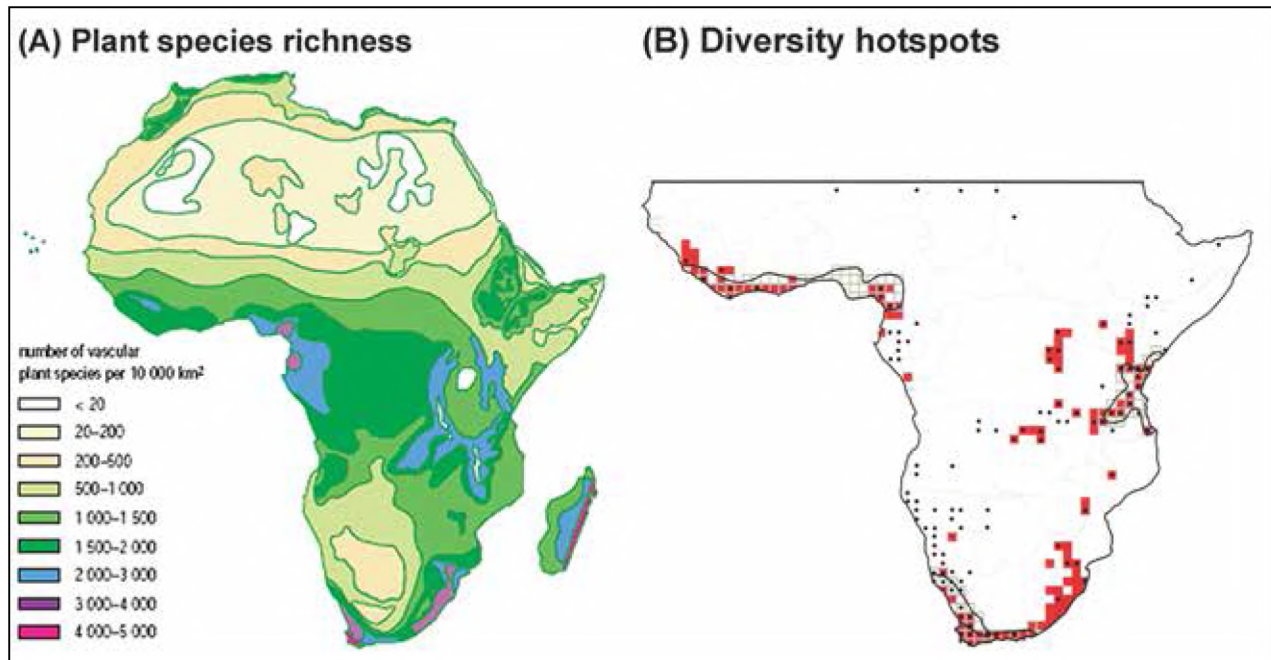 (A) Plant species richness
(B) Diversity hotspots
number of vascular
plant species per 10 000 km²
< 20
20–200
200–500
500–1 000
1 000–1 500
1 500–2 000
2 000–3 000
3 000–4 000
4 000–5 000